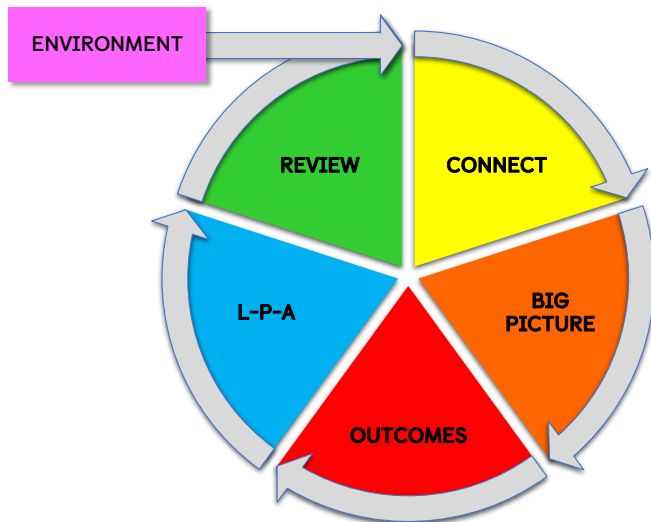 ENVIRONMENT
REVIEW
CONNECT
L-P-A
BIG
PICTURE
OUTCOMES